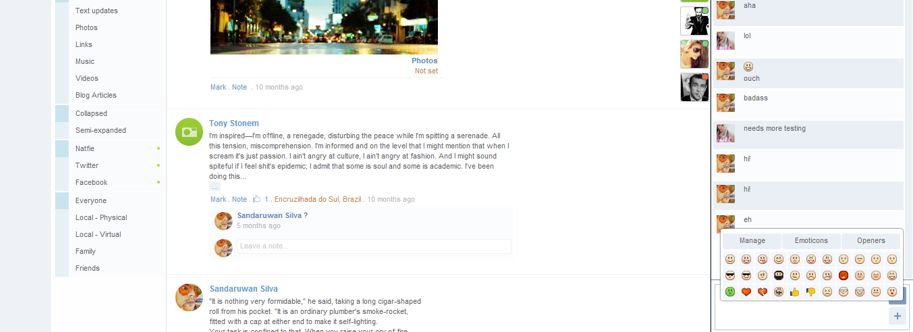 Text updates
Photos
Links
Music
Videos
Blog Articles
Collapsed
Semi-expanded
Natfie
Twitter
Facebook
Everyone
Local - Physical
Local - Virtual
Family
Friends
Photos
Not set
Mark . Note . 10 months ago
Tony Stonem
I'm inspired—I'm offline, a renegade, disturbing the peace while I'm spitting a serenade. All
this tension, miscomprehension. I'm informed and on the level that I might mention that when I
scream it's just passion. I ain't angry at culture, I ain't angry at fashion. And I might sound
spiteful if I feel shit's epidemic; I admit that some is soul and some is academic. I've been
doing this...
...
Mark . Note . 1 . Encruzilhada do Sul, Brazil . 10 months ago
Sandaruwan Silva ?
5 months ago
Leave a note...
Sandaruwan Silva
"It is nothing very formidable," he said, taking a long cigar-shaped
roll from his pocket. "It is an ordinary plumber's smoke-rocket,
fitted with a cap at either end to make it self-lighting.
Your task is confined to that. When you raise your cry of fire
aha
lol
ouch
badass
needs more testing
hi!
hi!
eh
Manage
Emoticons
Openers
+